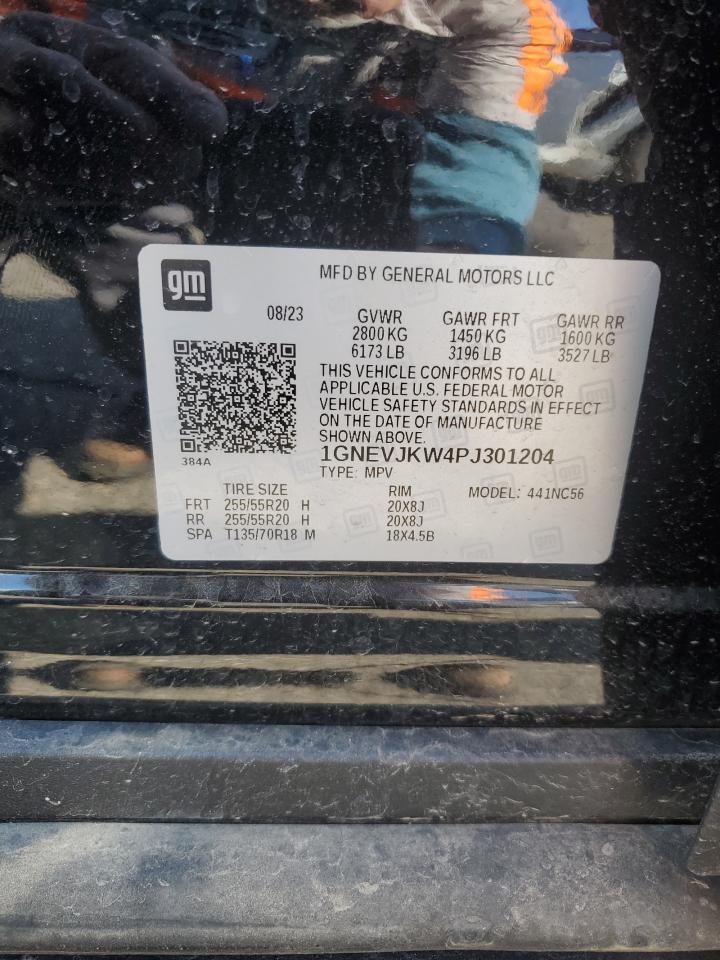 gm
MFD BY GENERAL MOTORS LLC
08/23
GVWR GAWR FRT GAWR RR
2800 KG 1450 KG 1600 KG
6173 LB 3196 LB 3527 LB
THIS VEHICLE CONFORMS TO ALL
APPLICABLE U.S. FEDERAL MOTOR
VEHICLE SAFETY STANDARDS IN EFFECT
ON THE DATE OF MANUFACTURE
SHOWN ABOVE.
384A
1GNEVJKW4PJ301204
TYPE: MPV
TIRE SIZE RIM MODEL: 441NC56
FRT 255/55R20 H 20X8J
RR 255/55R20 H 20X8J
SPA T135/70R18 M 18X4.5B